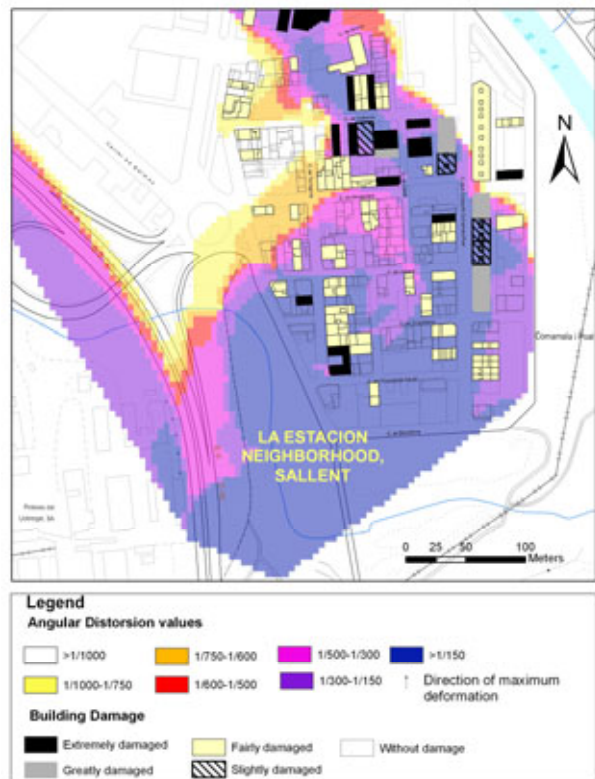 N
LA ESTACION
NEIGHBORHOOD,
SALLENT
0 25 50 100
Meters
Legend
Angular Distorsion values
>1/1000
1/750-1/600
1/500-1/300
>1/150
1/1000-1/750
1/600-1/500
1/300-1/150
Direction of maximum
deformation
Building Damage
Extremely damaged
Fairly damaged
Without damage
Greatly damaged
Slightly damaged